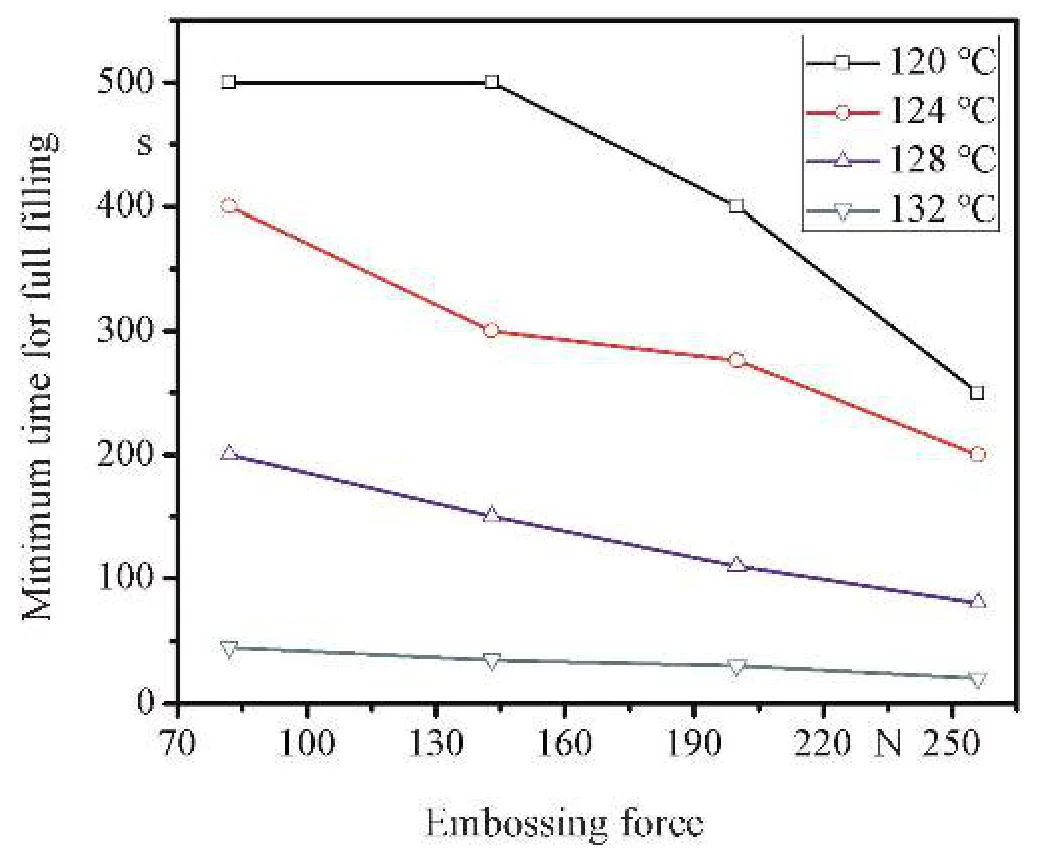 500
s
400
300
200
100
0
Minimum time for full filling
70 100 130 160 190 220 N 250
Embossing force
120 °C
124 °C
128 °C
132 °C